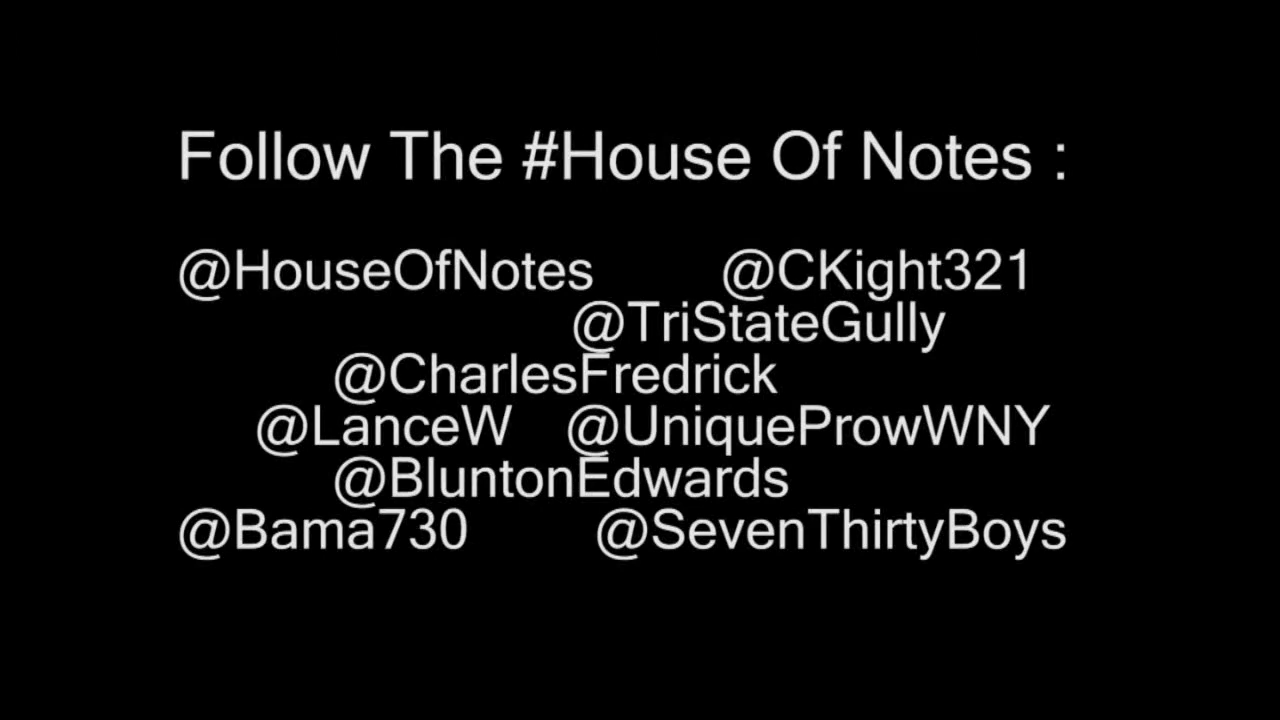 Follow The #House Of Notes :
@HouseOfNotes @CKight321
@TriStateGully
@CharlesFredrick
@LanceW @UniqueProwWNY
@BluntonEdwards
@Bama730 @SevenThirtyBoys